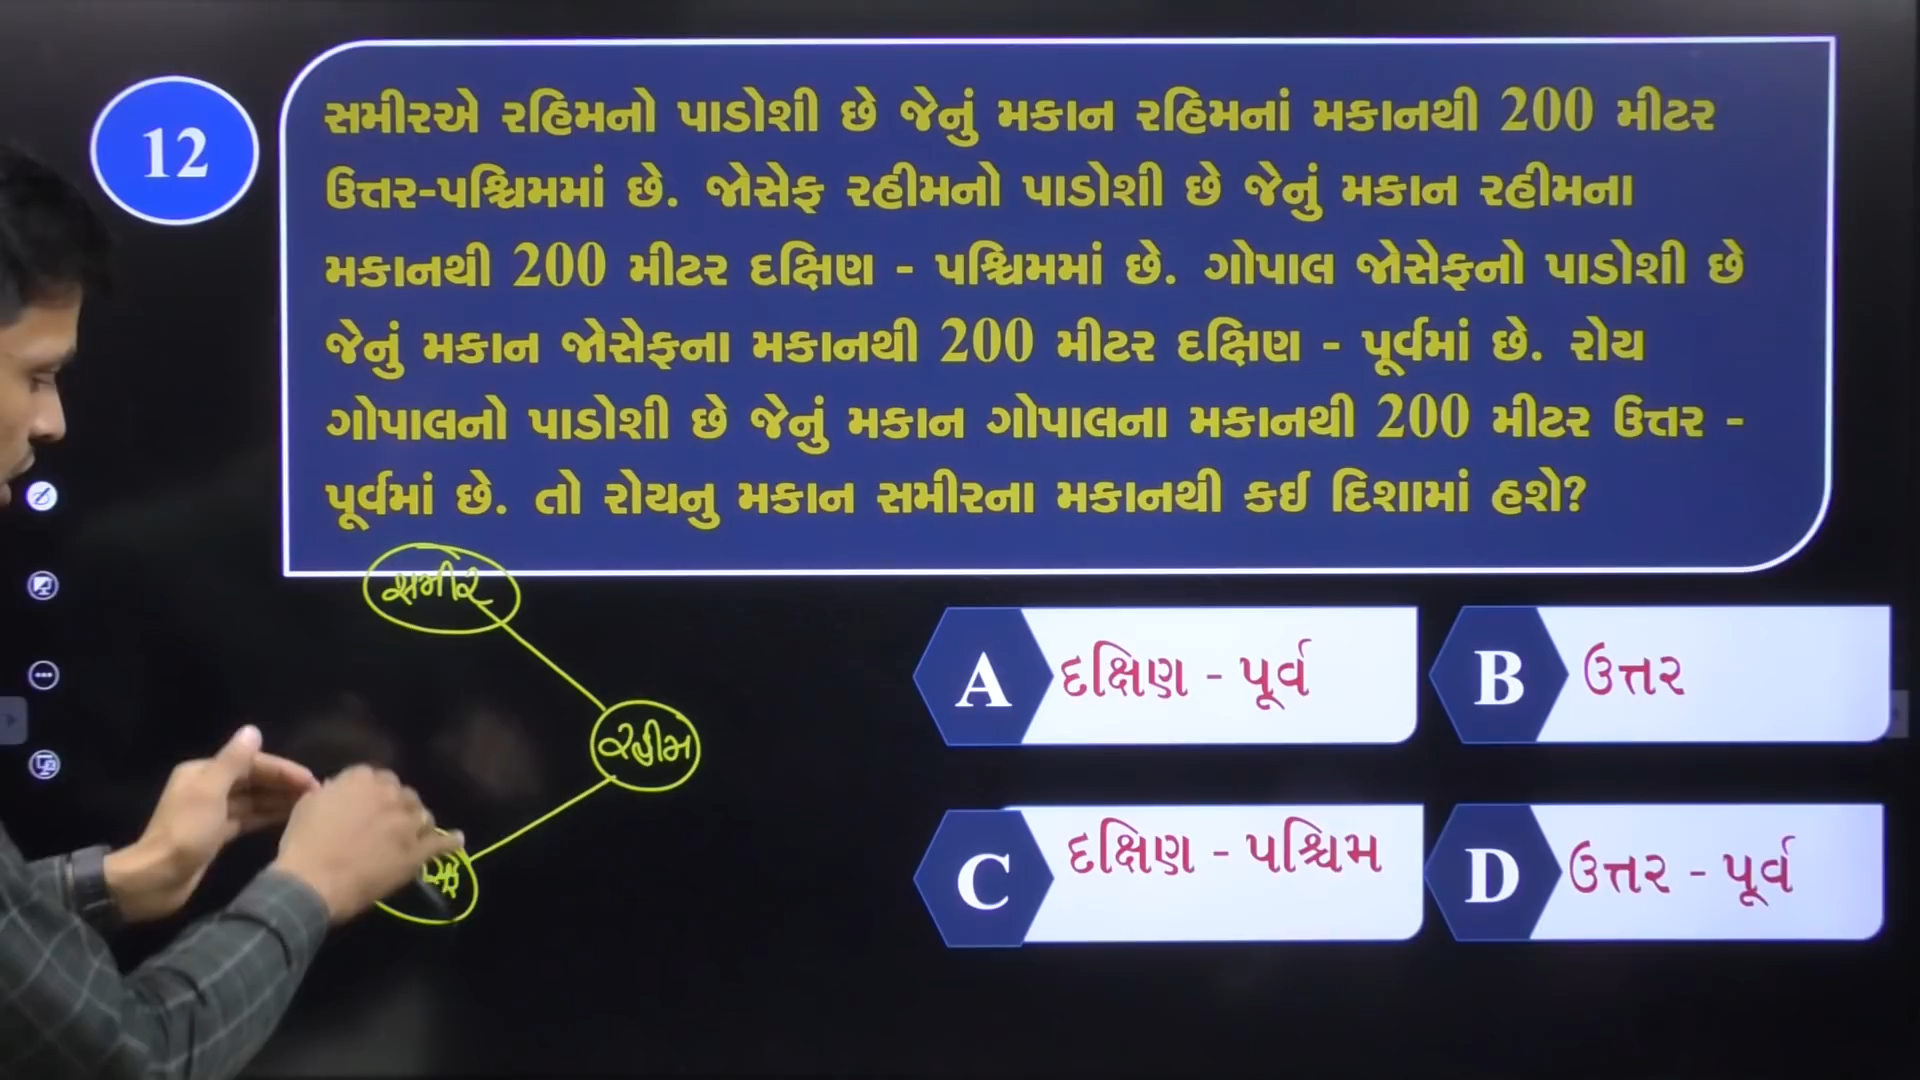 12
સમીરએ રહિમનો પાડોશી છે જેનું મકાન રહિમનાં મકાનથી 200 મીટર
ઉત્તર-પશ્ચિમમાં છે. જોસેફ રહીમનો પાડોશી છે જેનું મકાન રહીમના
મકાનથી 200 મીટર દક્ષિણ - પશ્ચિમમાં છે. ગોપાલ જોસેફનો પાડોશી છે
જેનું મકાન જોસેફના મકાનથી 200 મીટર દક્ષિણ - પૂર્વમાં છે. રોય
ગોપાલનો પાડોશી છે જેનું મકાન ગોપાલના મકાનથી 200 મીટર ઉત્તર -
પૂર્વમાં છે. તો રોયનુ મકાન સમીરના મકાનથી કઈ દિશામાં હશે?
સમીર
રહીમ
A દક્ષિણ - પૂર્વ
B ઉત્તર
C દક્ષિણ - પશ્ચિમ
D ઉત્તર - પૂર્વ